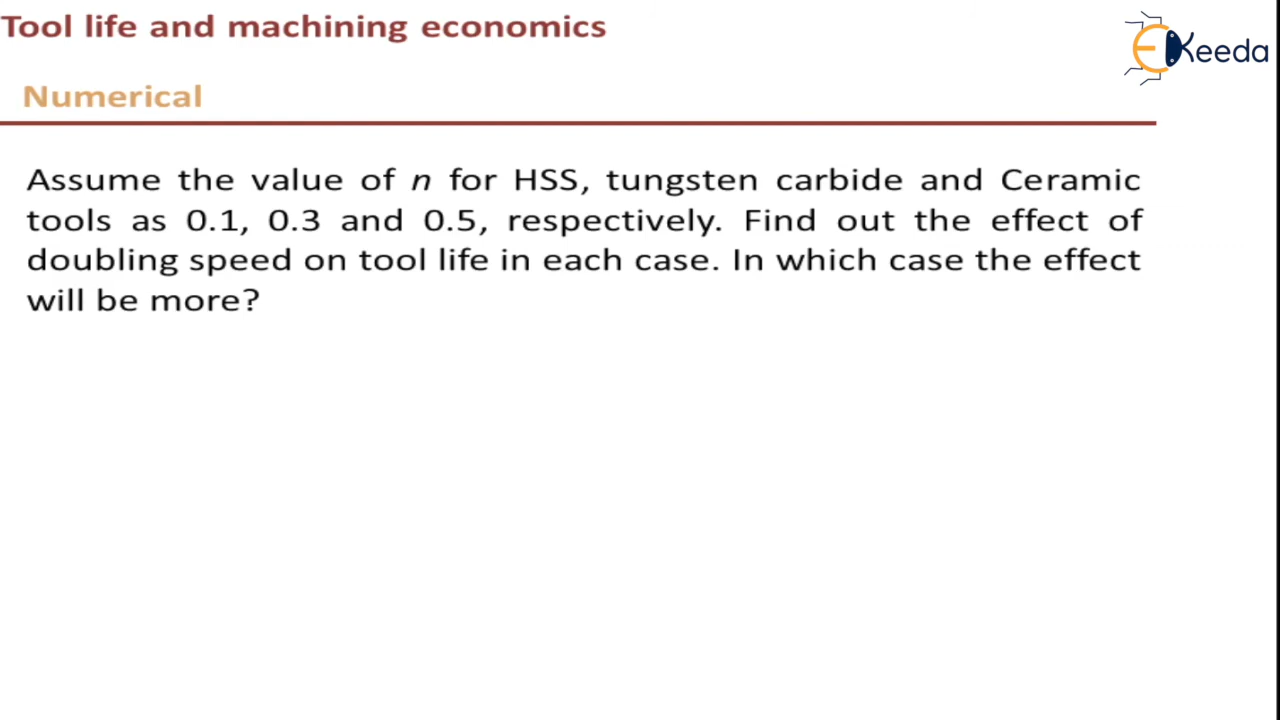 Tool life and machining economics
EKeeda
Numerical
Assume the value of n for HSS, tungsten carbide and Ceramic
tools as 0.1, 0.3 and 0.5, respectively. Find out the effect of
doubling speed on tool life in each case. In which case the effect
will be more?